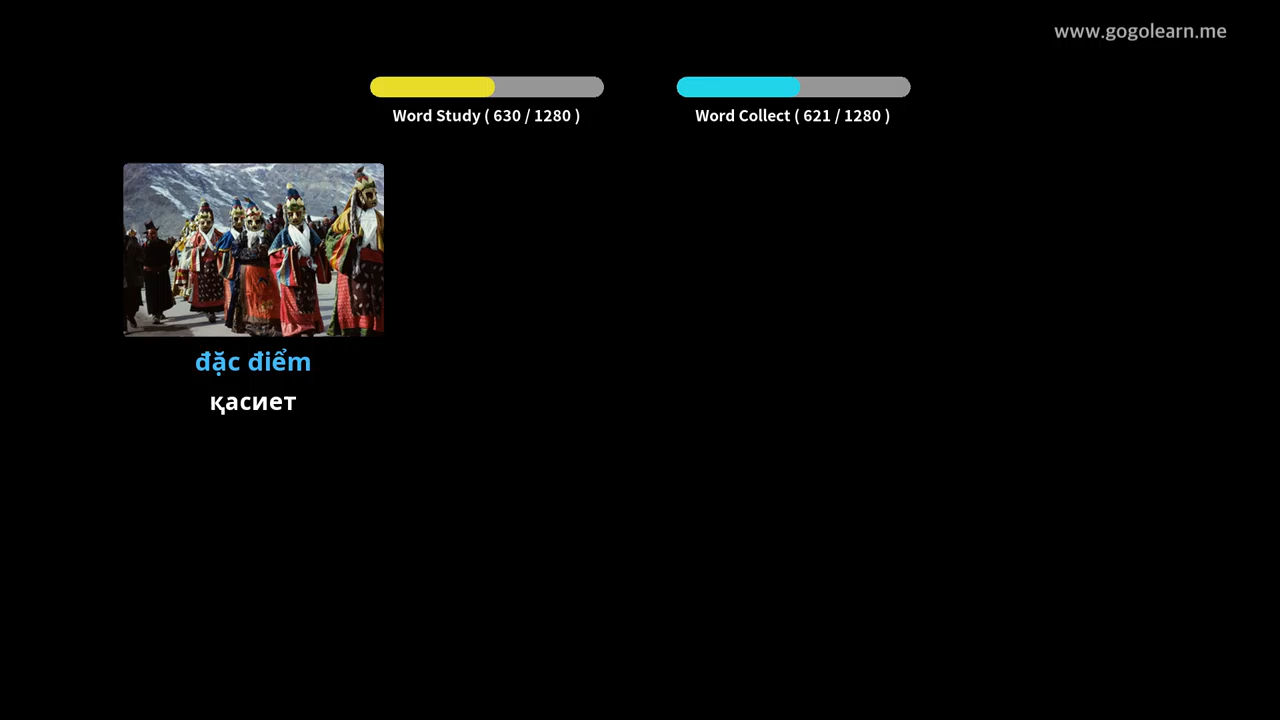 www.gogolearn.me
Word Study ( 630 / 1280 )
Word Collect ( 621 / 1280 )
đặc điểm
қасиет